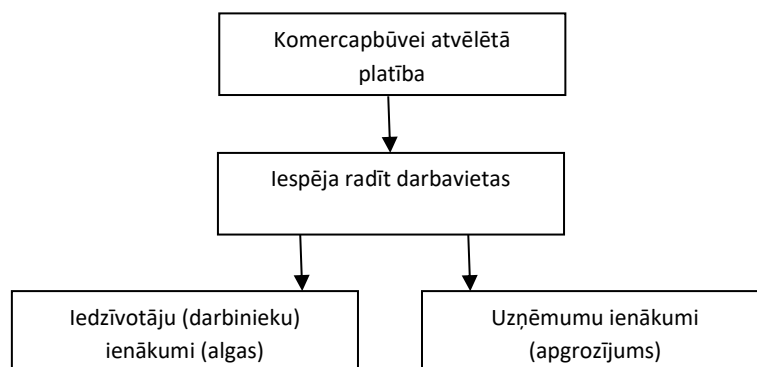 Komercapbūvei atvēlētā
platība
Iespēja radīt darbavietas
Iedzīvotāju (darbinieku)
ienākumi (algas)
Uzņēmumu ienākumi
(apgrozījums)